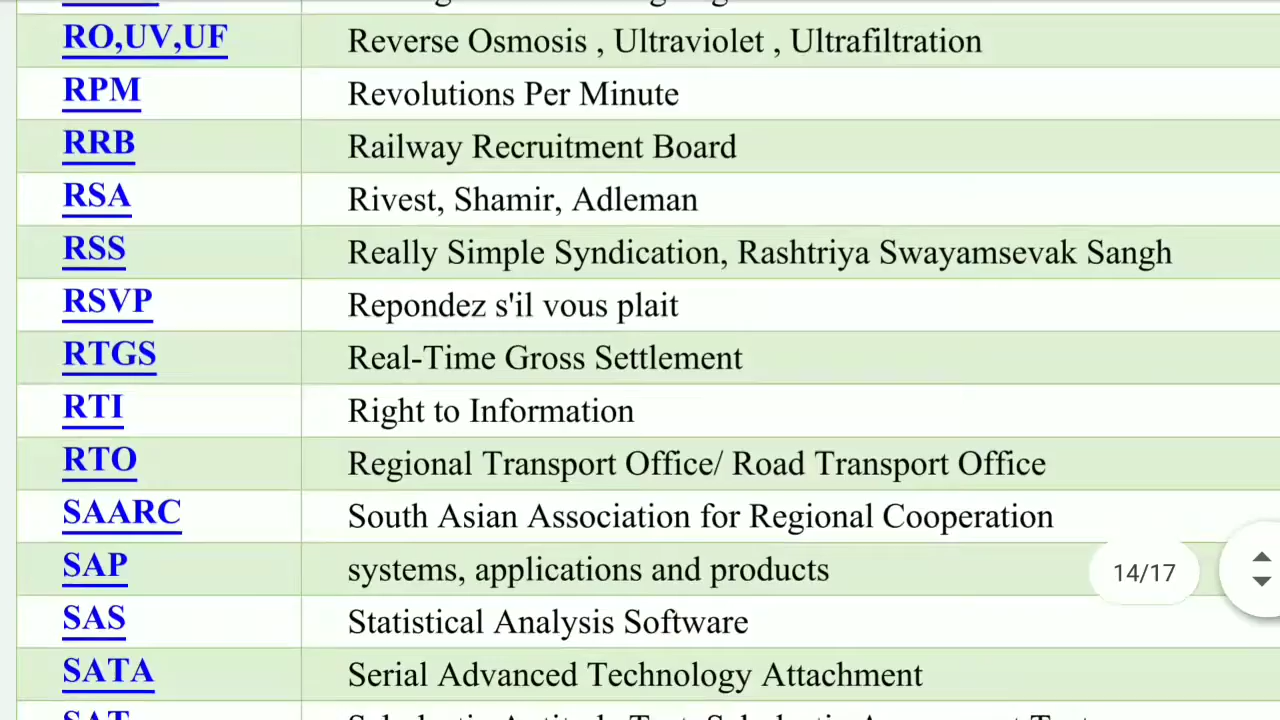 RO,UV,UF Reverse Osmosis , Ultraviolet , Ultrafiltration
RPM Revolutions Per Minute
RRB Railway Recruitment Board
RSA Rivest, Shamir, Adleman
RSS Really Simple Syndication, Rashtriya Swayamsevak Sangh
RSVP Repondez s'il vous plait
RTGS Real-Time Gross Settlement
RTI Right to Information
RTO Regional Transport Office/ Road Transport Office
SAARC South Asian Association for Regional Cooperation
SAP systems, applications and products
14/17
SAS Statistical Analysis Software
SATA Serial Advanced Technology Attachment